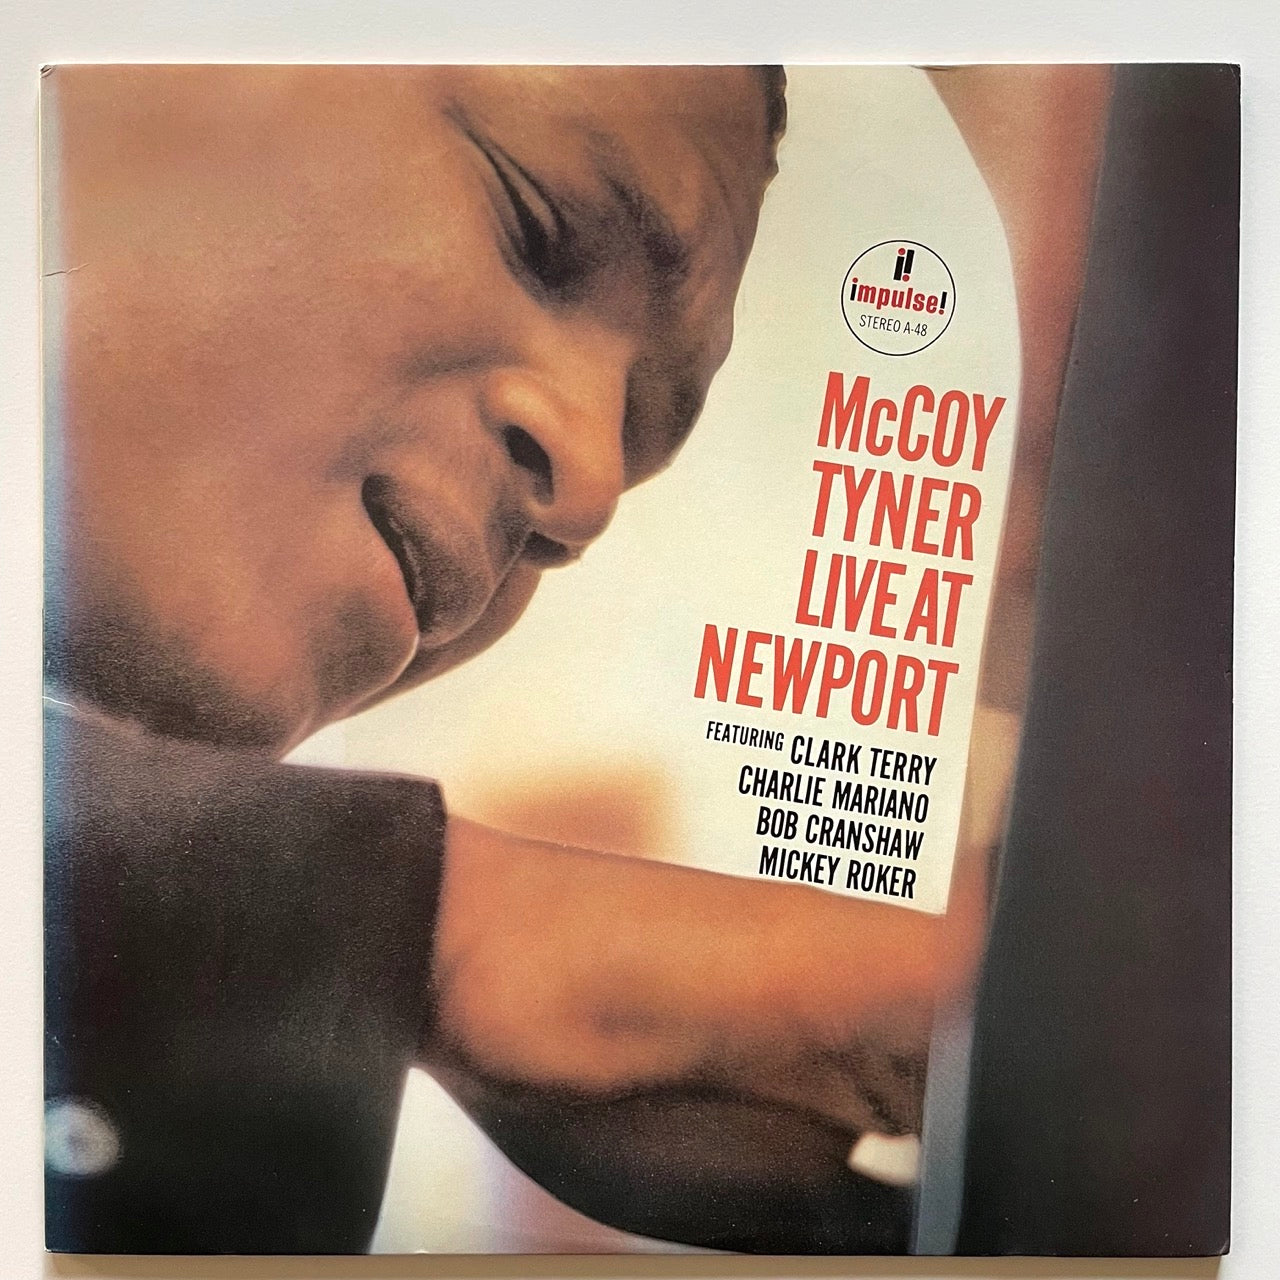 i!
impulse!
STEREO A-48
McCOY
TYNER
LIVE AT
NEWPORT
FEATURING CLARK TERRY
CHARLIE MARIANO
BOB CRANSHAW
MICKEY ROKER